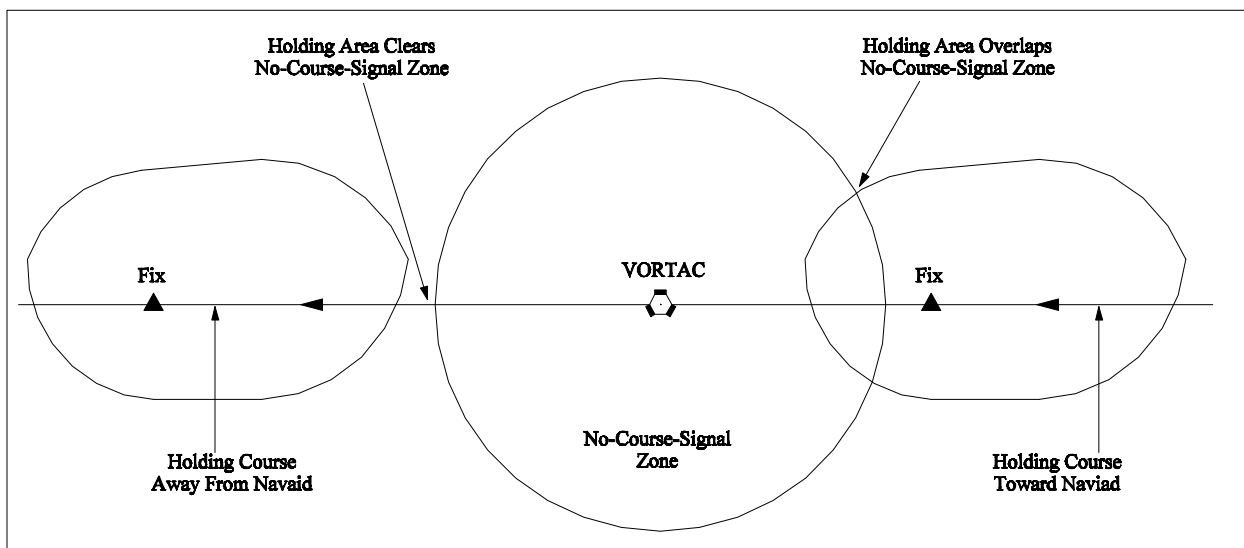 Holding Area Clears
No-Course-Signal Zone
Holding Area Overlaps
No-Course-Signal Zone
Fix
VORTAC
Fix
No-Course-Signal
Zone
Holding Course
Away From Navaid
Holding Course
Toward Naviad